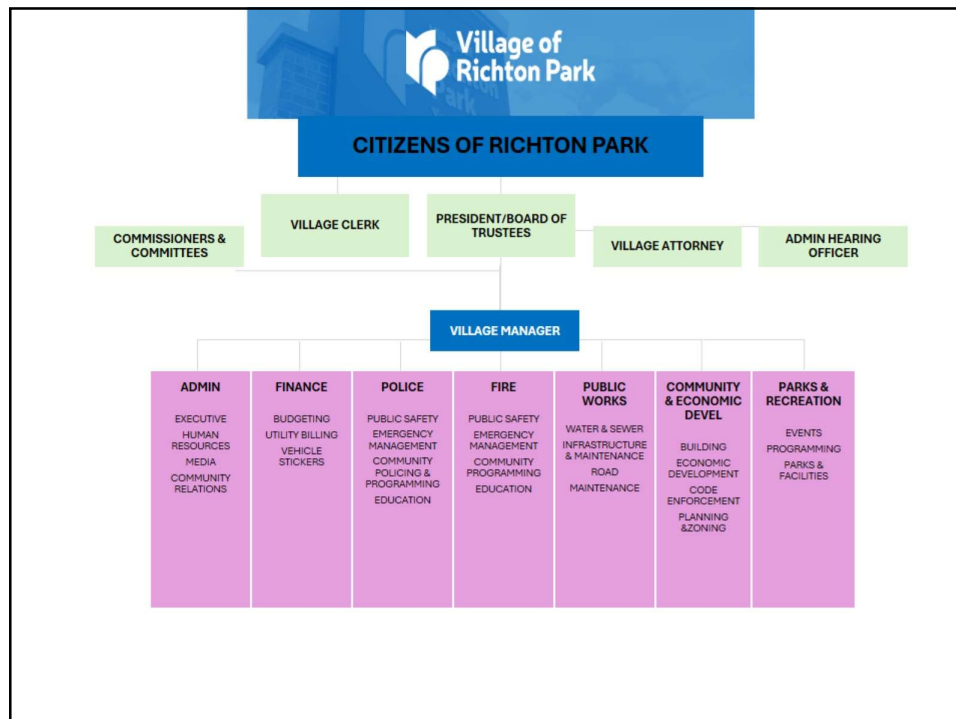 Village of
Richton Park
CITIZENS OF RICHTON PARK
VILLAGE CLERK
PRESIDENT/BOARD OF
TRUSTEES
COMMISSIONERS &
COMMITTEES
VILLAGE ATTORNEY
ADMIN HEARING
OFFICER
VILLAGE MANAGER
ADMIN
EXECUTIVE
HUMAN
RESOURCES
MEDIA
COMMUNITY
RELATIONS
FINANCE
BUDGETING
UTILITY BILLING
VEHICLE
STICKERS
POLICE
PUBLIC SAFETY
EMERGENCY
MANAGEMENT
COMMUNITY
POLICING &
PROGRAMMING
EDUCATION
FIRE
PUBLIC SAFETY
EMERGENCY
MANAGEMENT
COMMUNITY
PROGRAMMING
EDUCATION
PUBLIC
WORKS
WATER & SEWER
INFRASTRUCTURE
& MAINTENANCE
ROAD
MAINTENANCE
COMMUNITY
& ECONOMIC
DEVEL
BUILDING
ECONOMIC
DEVELOPMENT
CODE
ENFORCEMENT
PLANNING
&ZONING
PARKS &
RECREATION
EVENTS
PROGRAMMING
PARKS &
FACILITIES